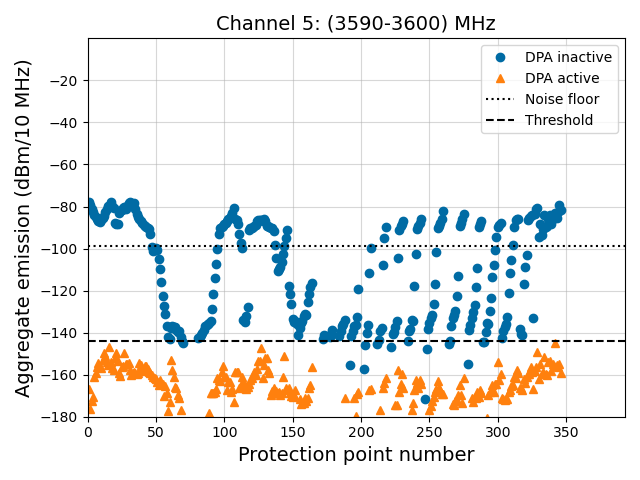 Channel 5: (3590-3600) MHz
DPA inactive
DPA active
Noise floor
Threshold
Aggregate emission (dBm/10 MHz)
−20
−40
−60
−80
−100
−120
−140
−160
−180
0
50
100
150
200
250
300
350
Protection point number